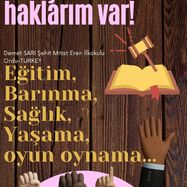 haklarım var!
Demet SARI Şehit Mitat Eren İlkokulu
Ordu-TURKEY
Eğitim,
Barınma,
Sağlık,
Yaşama,
oyun oynama...